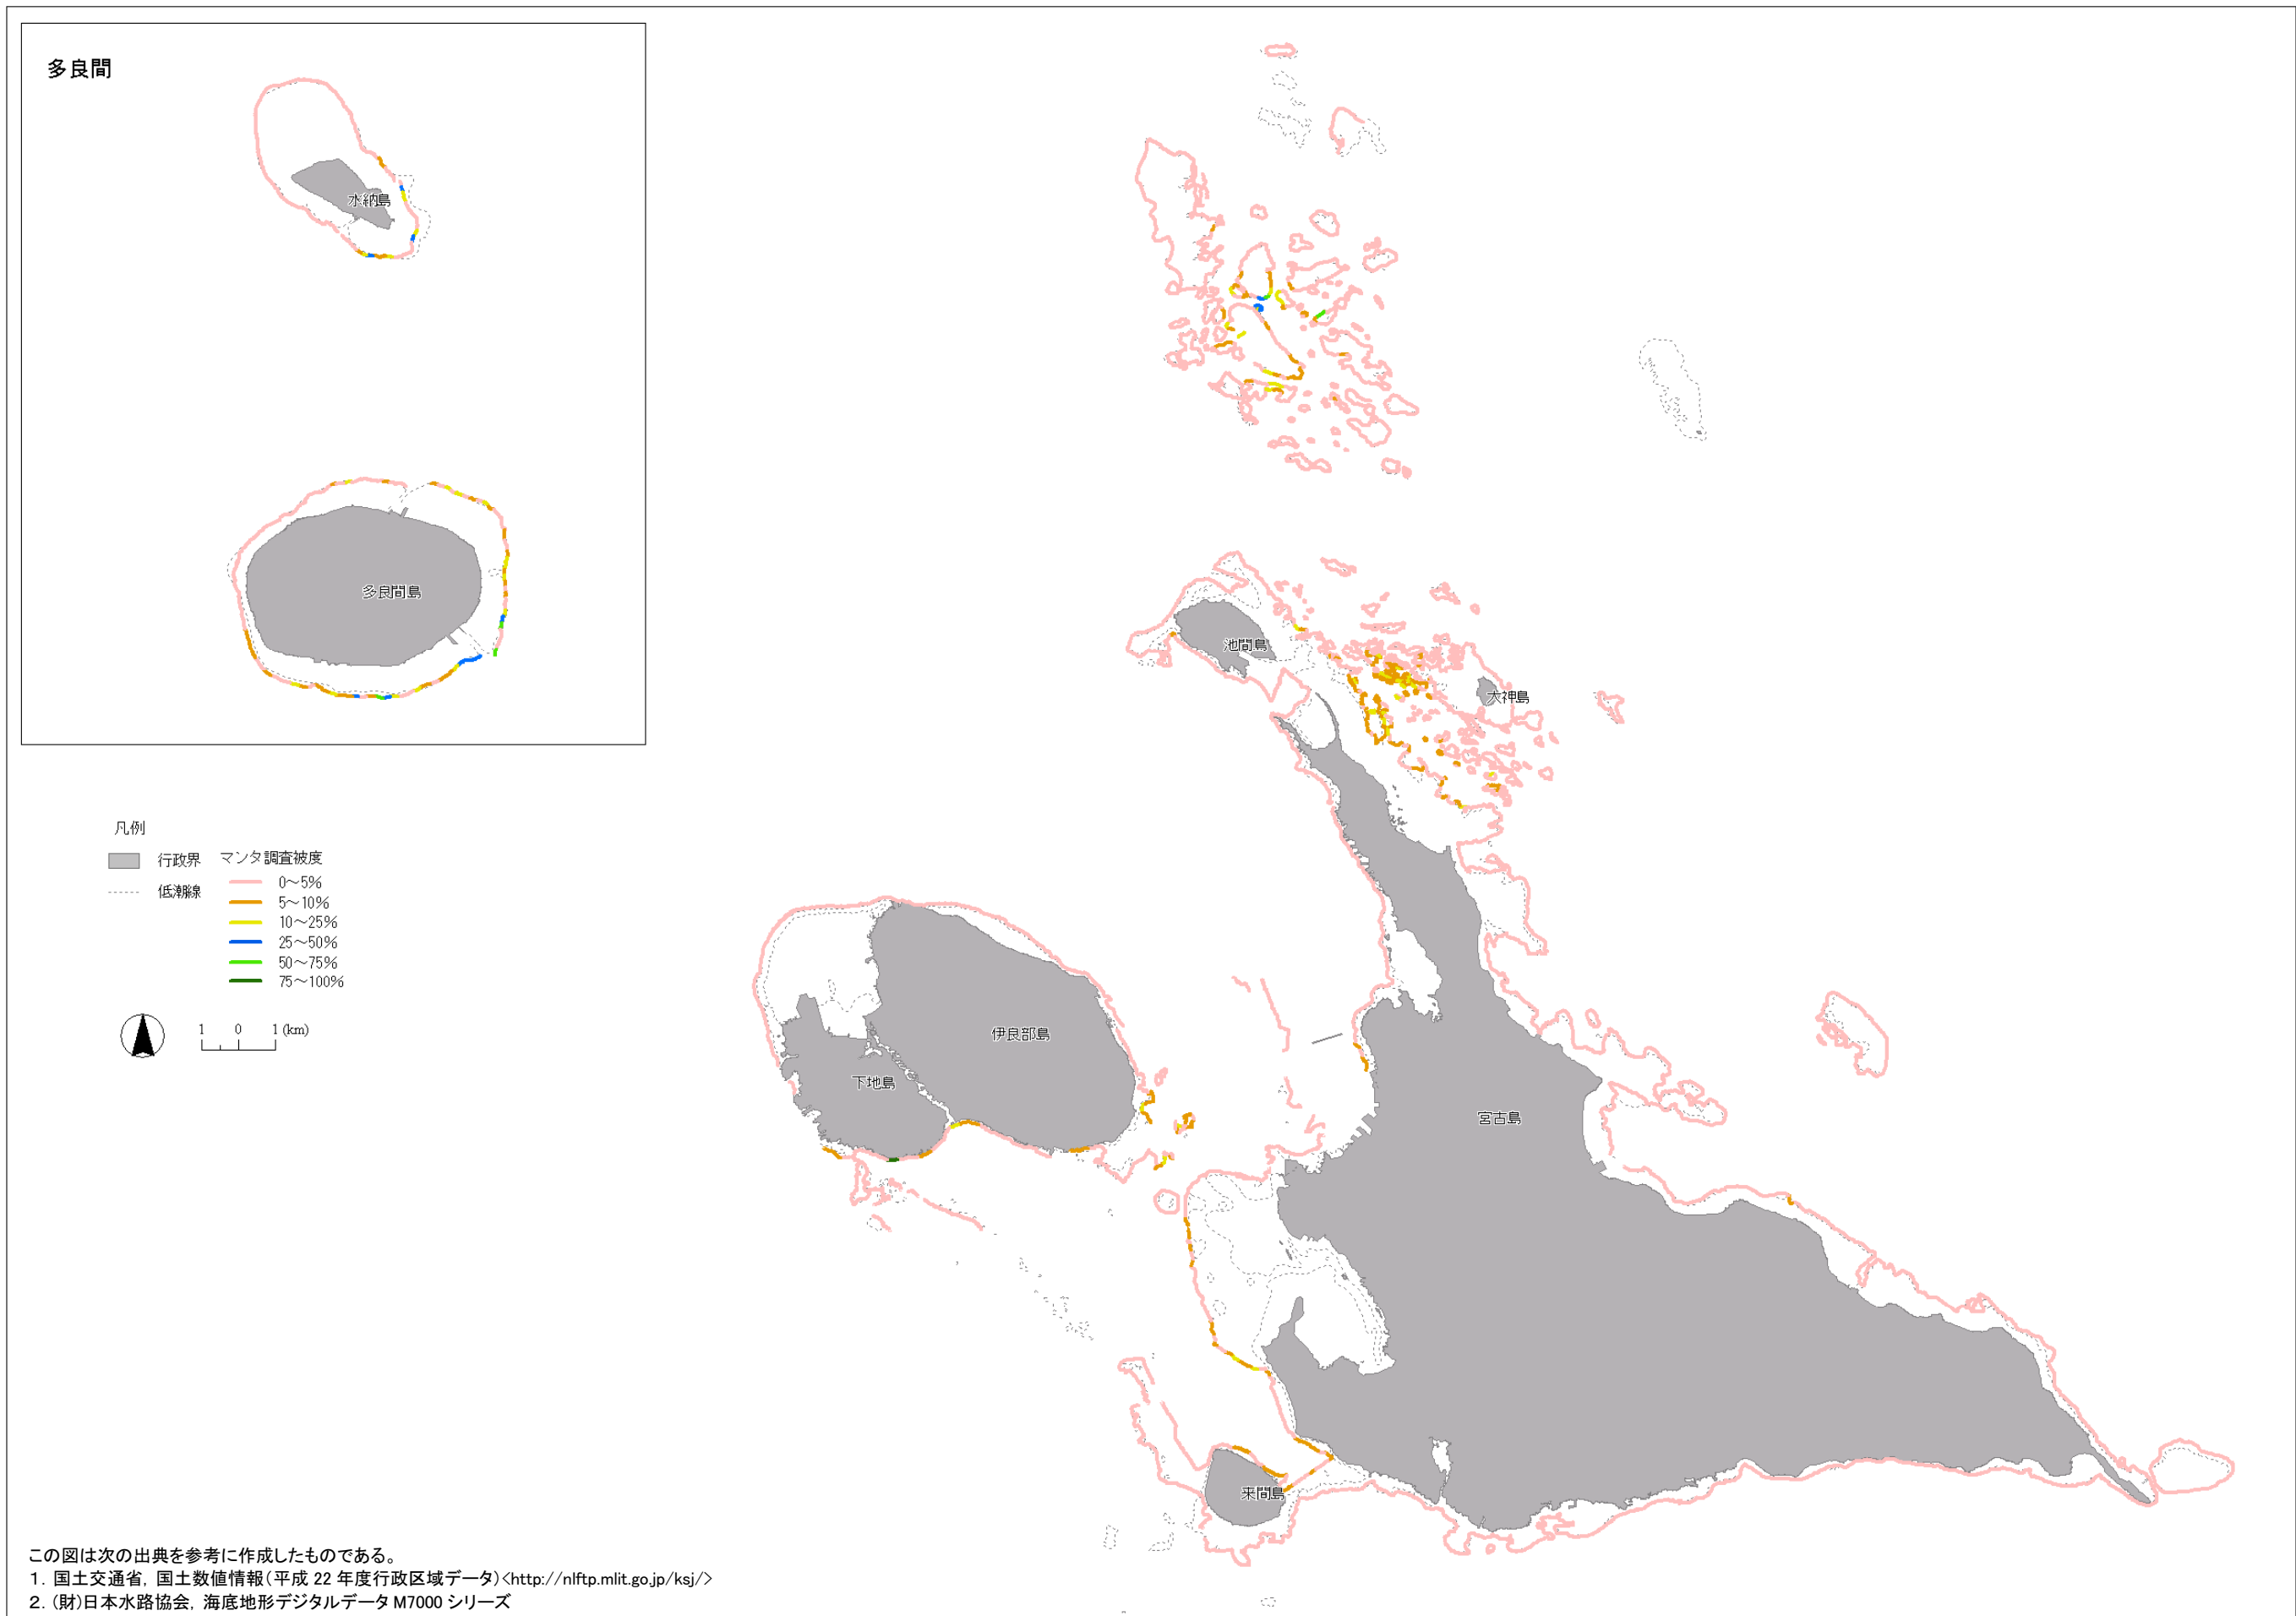 多良間
水納島
多良間島
池間島
大神島
伊良部島
下地島
宮古島
来間島
凡例
行政界
低潮線
マンタ調査被度
0～5%
5～10%
10～25%
25～50%
50～75%
75～100%
1 0 1 (km)
この図は次の出典を参考に作成したものである。
1. 国土交通省, 国土数値情報(平成 22 年度行政区域データ)<http://nlftp.mlit.go.jp/ksj/>
2. (財)日本水路協会, 海底地形デジタルデータ M7000 シリーズ